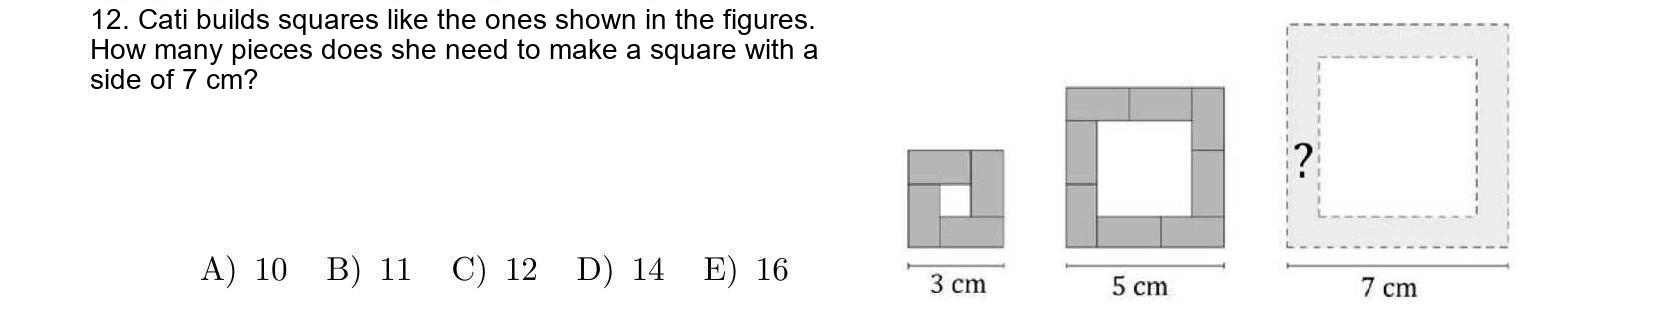 12. Cati builds squares like the ones shown in the figures.
How many pieces does she need to make a square with a
side of 7 cm?
?
A) 10 B) 11 C) 12 D) 14 E) 16
3 cm
5 cm
7 cm